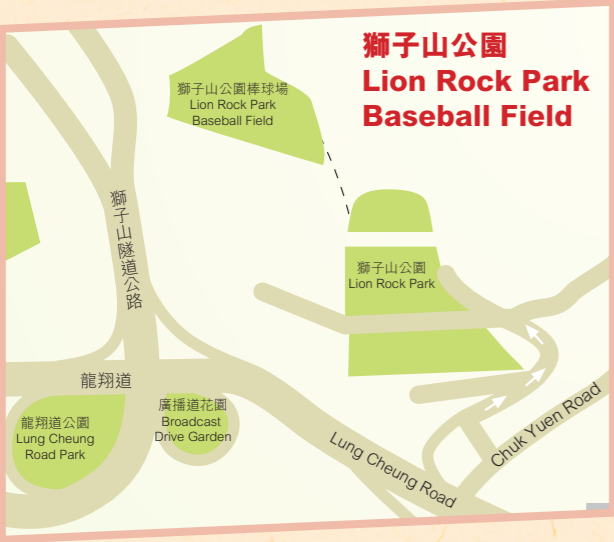 獅子山公園
Lion Rock Park
Baseball Field
獅子山公園棒球場
Lion Rock Park
Baseball Field
獅子山隧道公路
獅子山公園
Lion Rock Park
龍翔道
龍翔道公園
Lung Cheung
Road Park
廣播道花園
Broadcast
Drive Garden
Lung Cheung Road
Chuk Yuen Road